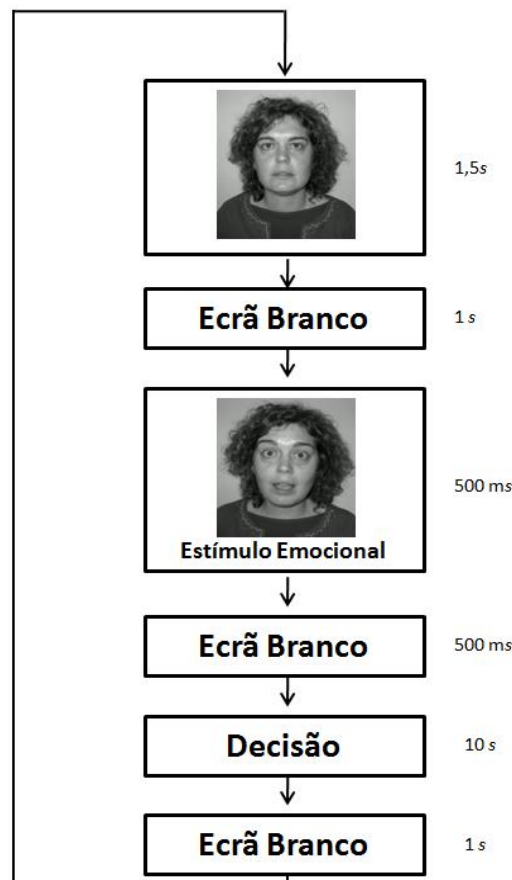 1,5s
Ecrã Branco
1 s
Estímulo Emocional
500 ms
Ecrã Branco
500 ms
Decisão
10 s
Ecrã Branco
1 s